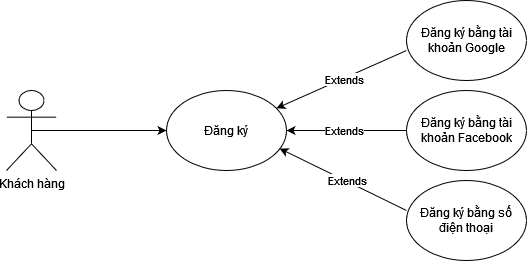 Đăng ký bằng tài
khoản Google
Extends
Đăng ký
Extends
Đăng ký bằng tài
khoản Facebook
Khách hàng
Extends
Đăng ký bằng số
điện thoại